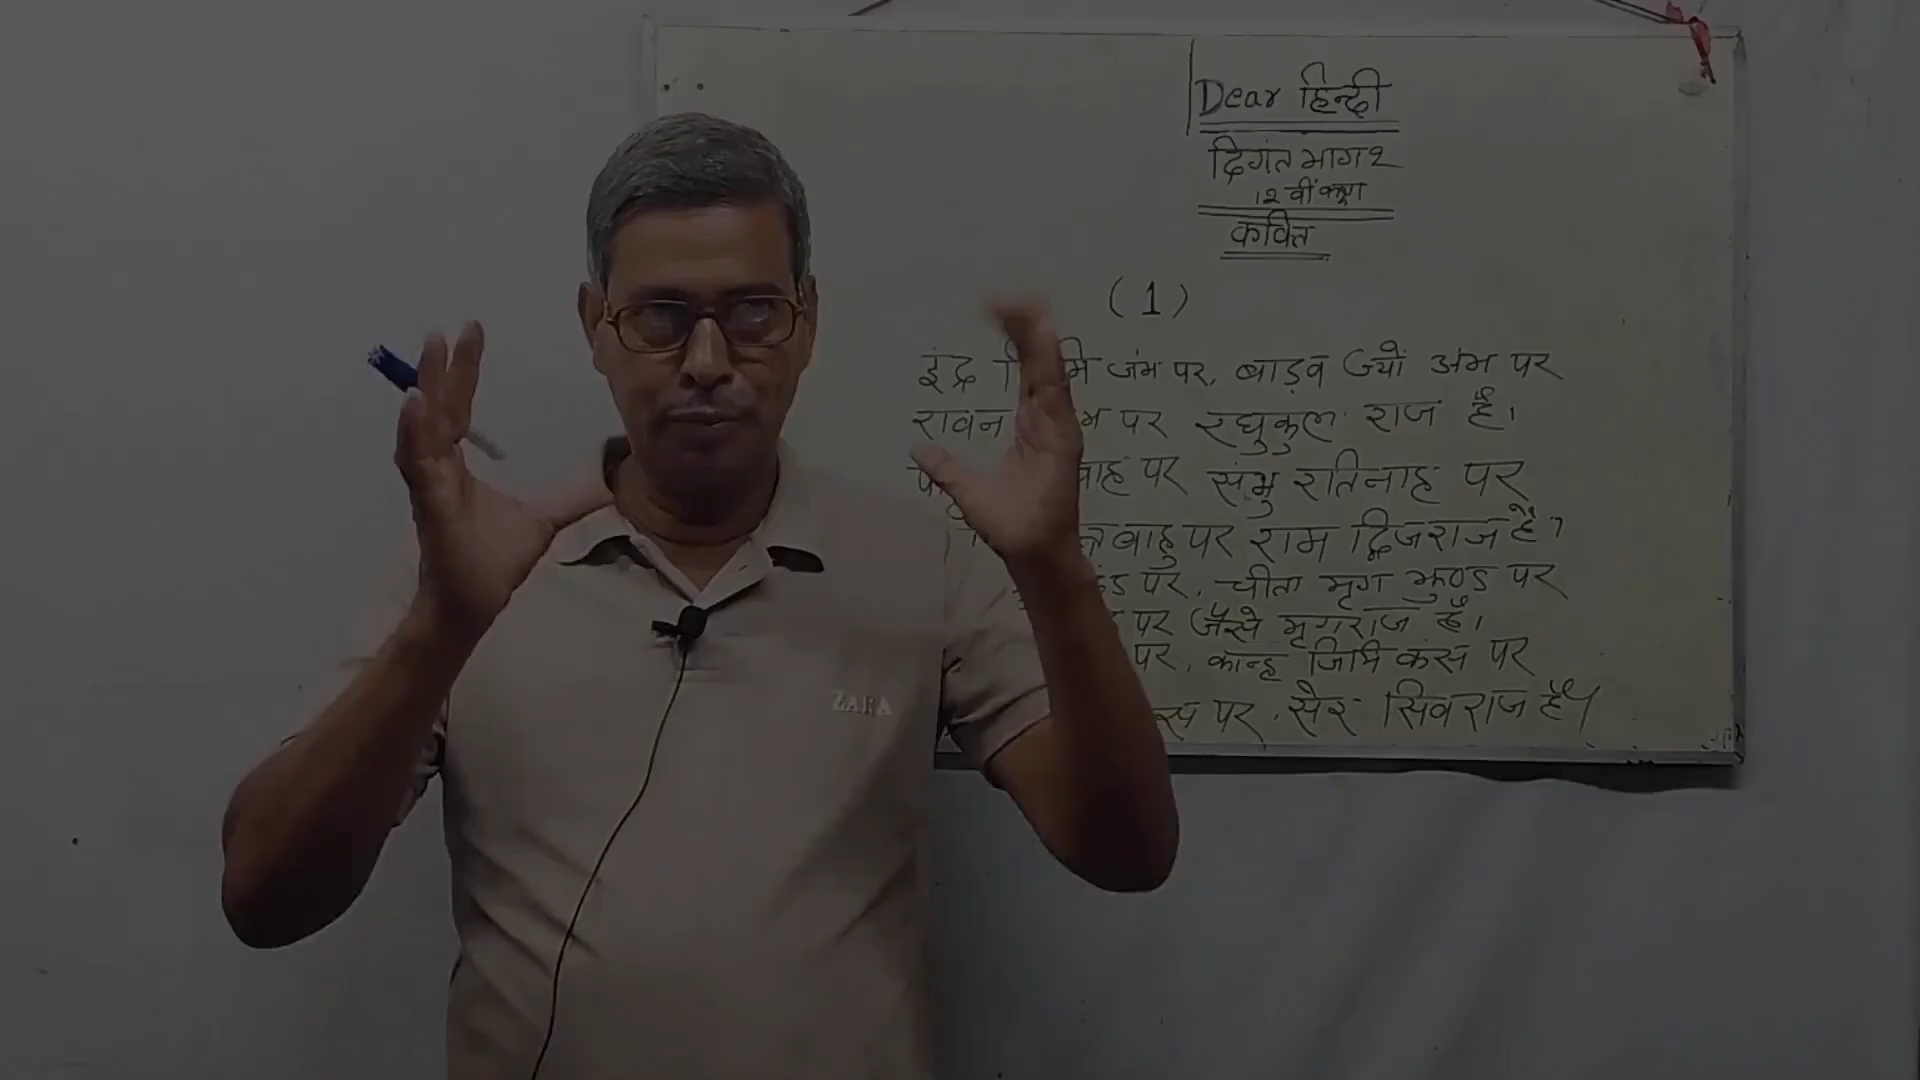 Dear हिन्दी
दिगंत भाग २
१२ वीं कक्षा
कवित्त
(1)
इंद्र जंभ पर, बाड़व ज्यों अंभ पर
रावन पर रघुकुल राज है।
पर संभु रतिनाह पर
पर राम द्विजराज है।
पर, चीता मृग झुण्ड पर
पर जैसे मृगराज है।
पर, कान्ह जिमि कंस पर
पर, सेर सिवराज है।
ZARA